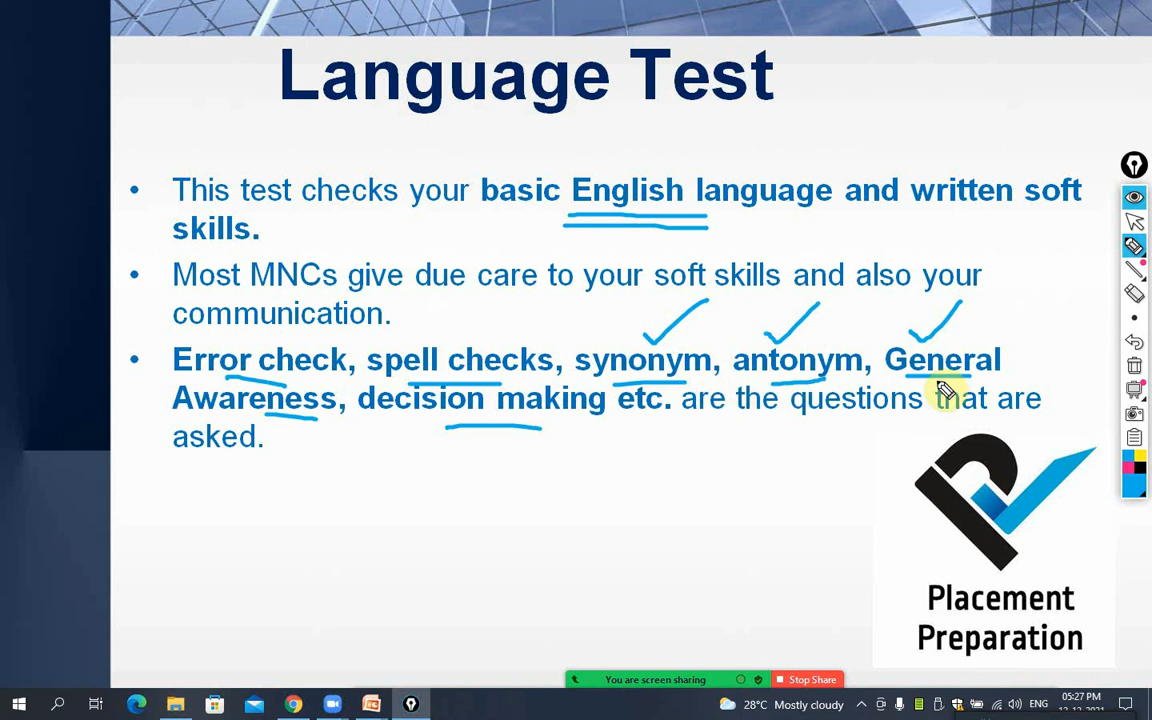 Language Test
• This test checks your basic English language and written soft
skills.
• Most MNCs give due care to your soft skills and also your
communication.
• Error check, spell checks, synonym, antonym, General
Awareness, decision making etc. are the questions that are
asked.
Placement
Preparation
You are screen sharing
Stop Share
28°C Mostly cloudy
ENG
05:27 PM